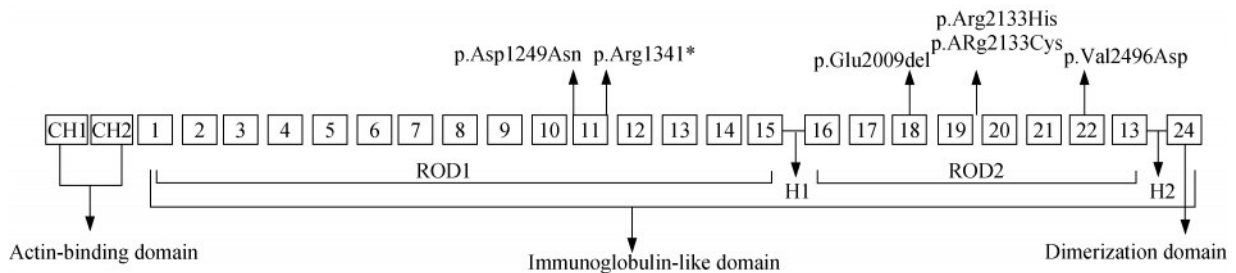 p.Arg2133His
p.Asp1249Asn p.Arg1341* p.Glu2009del p.ARg2133Cys p.Val2496Asp
CH1 CH2 1 2 3 4 5 6 7 8 9 10 11 12 13 14 15 16 17 18 19 20 21 22 13 24
ROD1 H1 ROD2 H2
Actin-binding domain Immunoglobulin-like domain Dimerization domain